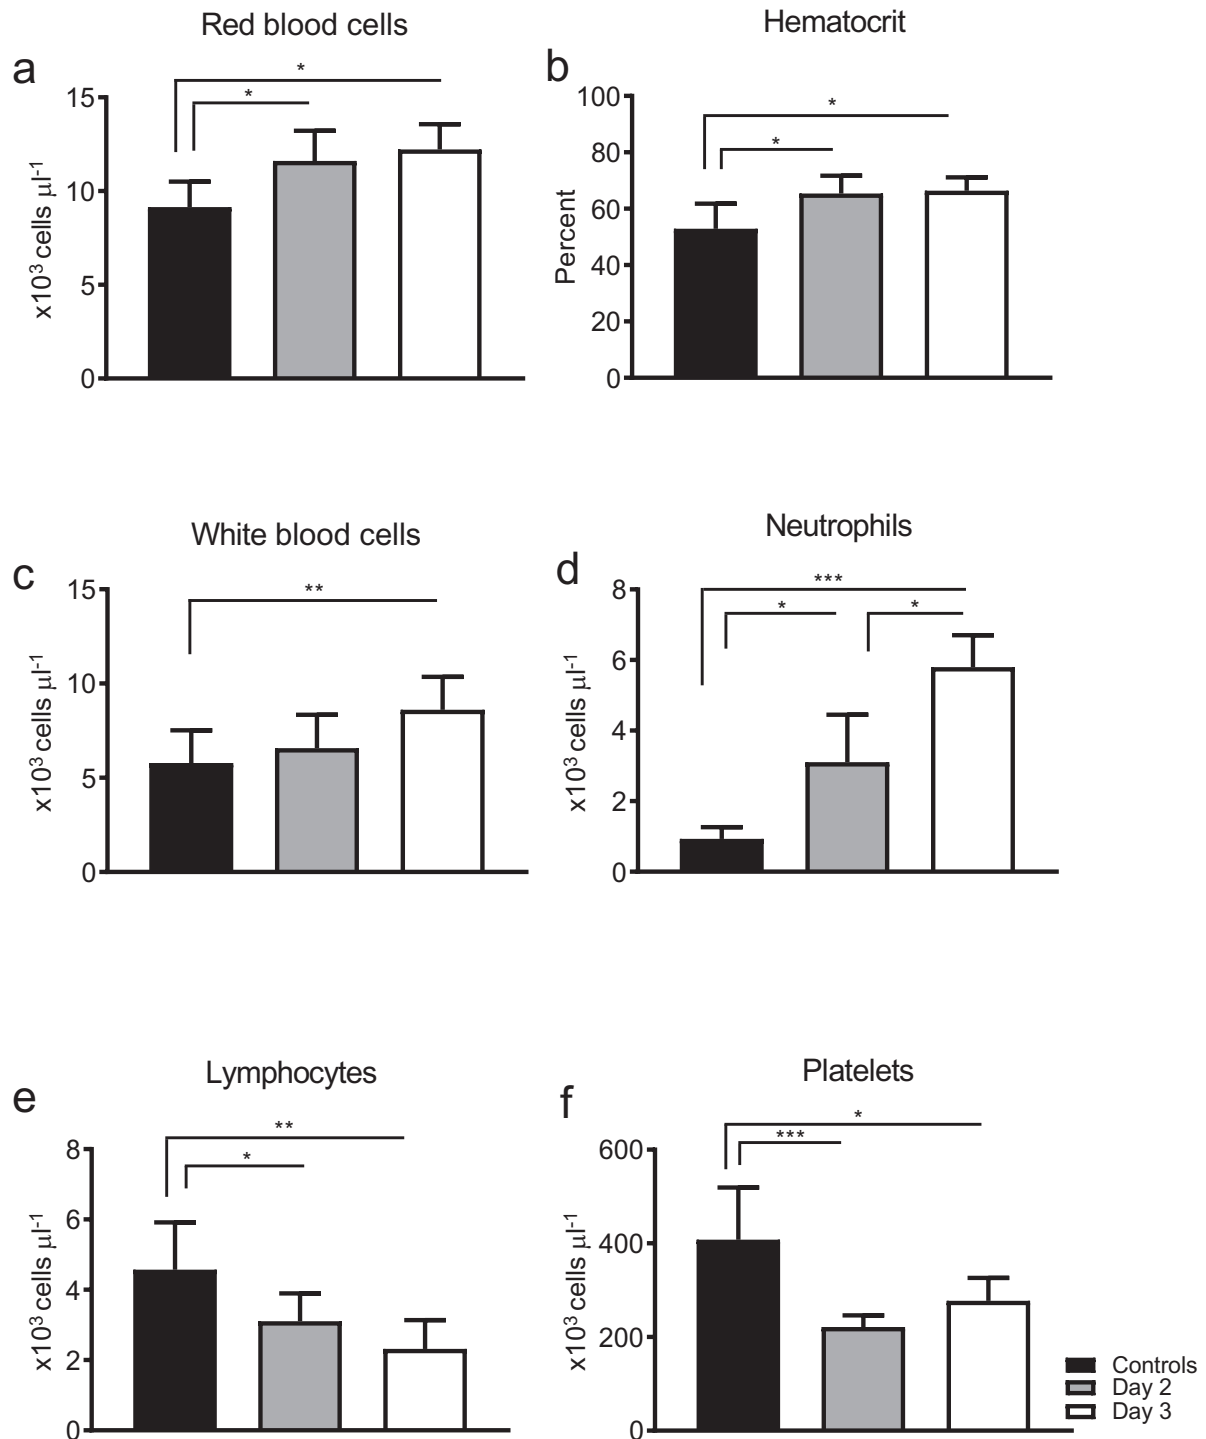 Red blood cells
a
*
*
15
10
5
0
x10³ cells µl⁻¹
Hematocrit
b
*
*
100
80
60
40
20
0
Percent
White blood cells
c
**
15
10
5
0
x10³ cells µl⁻¹
Neutrophils
d
***
*
*
8
6
4
2
0
x10³ cells µl⁻¹
Lymphocytes
e
**
*
8
6
4
2
0
x10³ cells µl⁻¹
Platelets
f
*
***
600
400
200
0
x10³ cells µl⁻¹
Controls
Day 2
Day 3